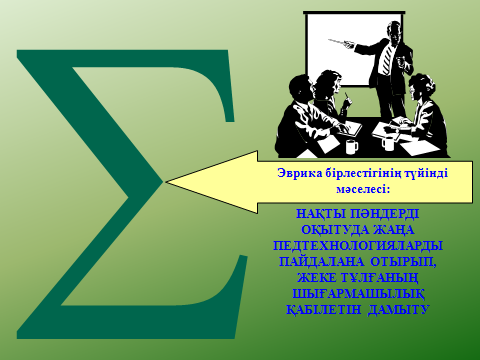 Эврика бірлестігінің түйінді
мәселесі:
НАҚТЫ ПӘНДЕРДІ
ОҚЫТУДА ЖАҢА
ПЕДТЕХНОЛОГИЯЛАРДЫ
ПАЙДАЛАНА ОТЫРЫП,
ЖЕКЕ ТҰЛҒАНЫҢ
ШЫҒАРМАШЫЛЫҚ
ҚАБІЛЕТІН ДАМЫТУ
Σ